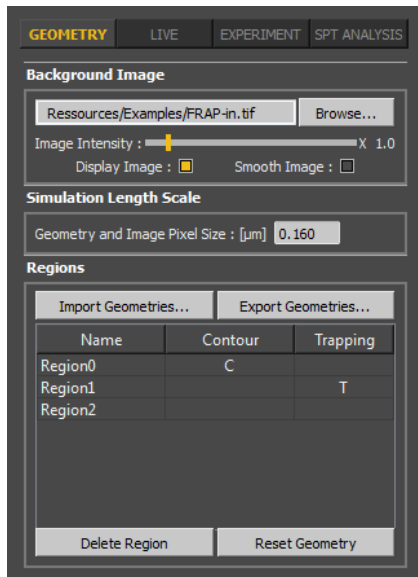 GEOMETRY LIVE EXPERIMENT SPT ANALYSIS
Background Image
Ressources/Examples/FRAP-in.tif Browse...
Image Intensity : X 1.0
Display Image : Smooth Image :
Simulation Length Scale
Geometry and Image Pixel Size : [µm] 0.160
Regions
Import Geometries... Export Geometries...
Name Contour Trapping
Region0 C
Region1 T
Region2
Delete Region Reset Geometry